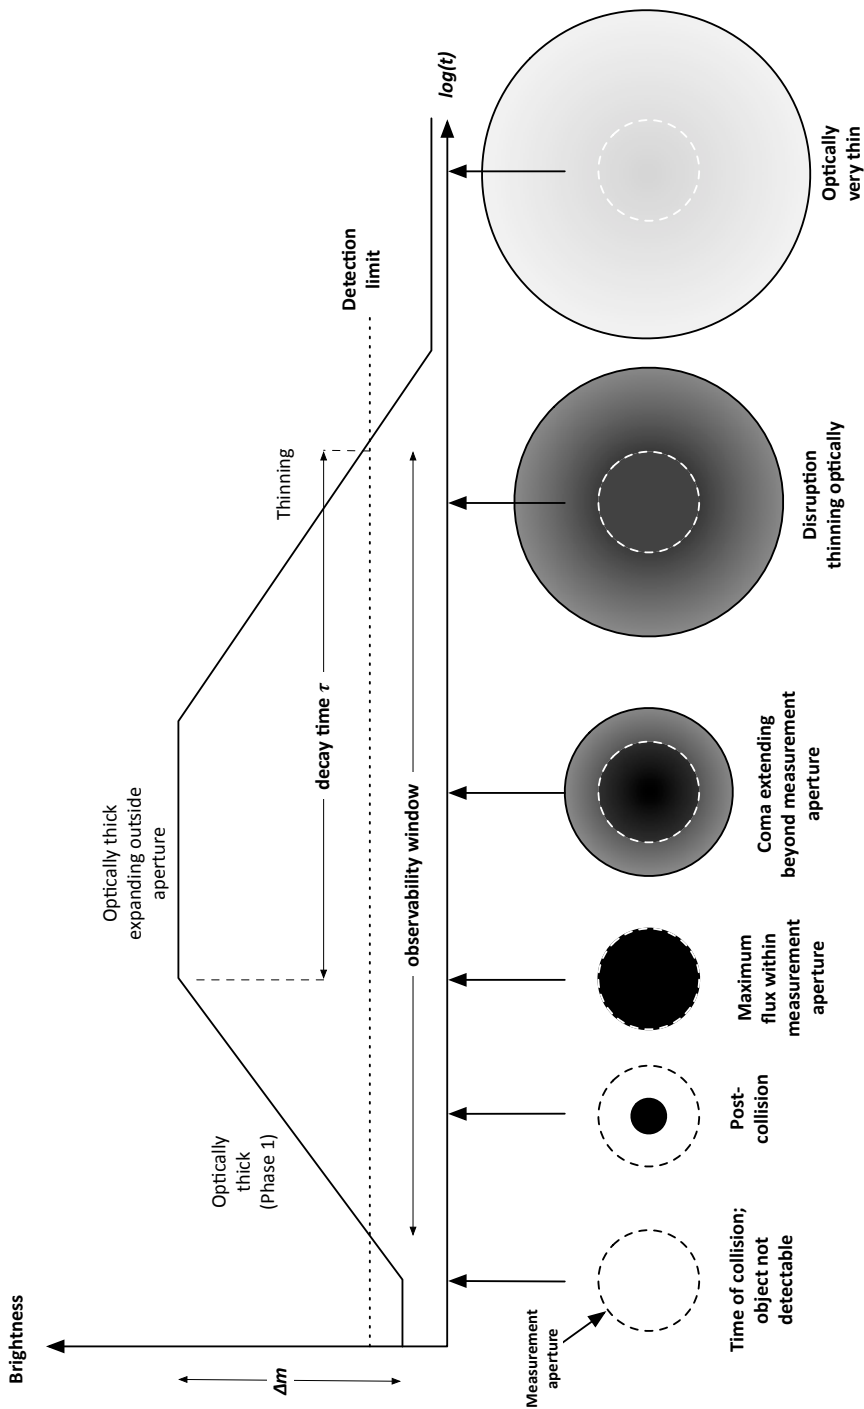 Brightness
Δm
Optically
thick
(Phase 1)
Optically thick
expanding outside
aperture
Thinning
decay time τ
observability window
Detection
limit
log(t)
Measurement
aperture
Time of collision;
object not
detectable
Post-
collision
Maximum
flux within
measurement
aperture
Coma extending
beyond measurement
aperture
Disruption
thinning optically
Optically
very thin